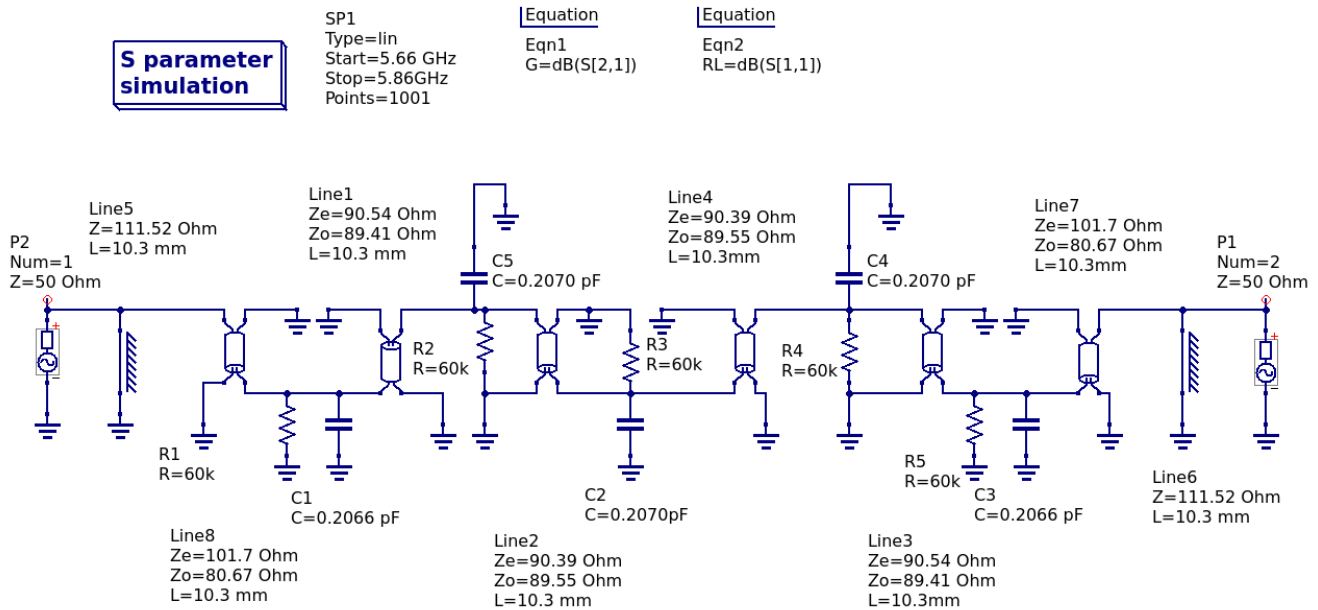 S parameter
simulation
SP1
Type=lin
Start=5.66 GHz
Stop=5.86GHz
Points=1001
Equation
Eqn1
G=dB(S[2,1])
Equation
Eqn2
RL=dB(S[1,1])
P2
Num=1
Z=50 Ohm
Line5
Z=111.52 Ohm
L=10.3 mm
Line1
Ze=90.54 Ohm
Zo=89.41 Ohm
L=10.3 mm
C5
C=0.2070 pF
Line4
Ze=90.39 Ohm
Zo=89.55 Ohm
L=10.3mm
C4
C=0.2070 pF
Line7
Ze=101.7 Ohm
Zo=80.67 Ohm
L=10.3mm
P1
Num=2
Z=50 Ohm
R2
R=60k
R3
R=60k
R4
R=60k
R1
R=60k
C1
C=0.2066 pF
C2
C=0.2070pF
R5
R=60k
C3
C=0.2066 pF
Line6
Z=111.52 Ohm
L=10.3 mm
Line8
Ze=101.7 Ohm
Zo=80.67 Ohm
L=10.3 mm
Line2
Ze=90.39 Ohm
Zo=89.55 Ohm
L=10.3 mm
Line3
Ze=90.54 Ohm
Zo=89.41 Ohm
L=10.3mm